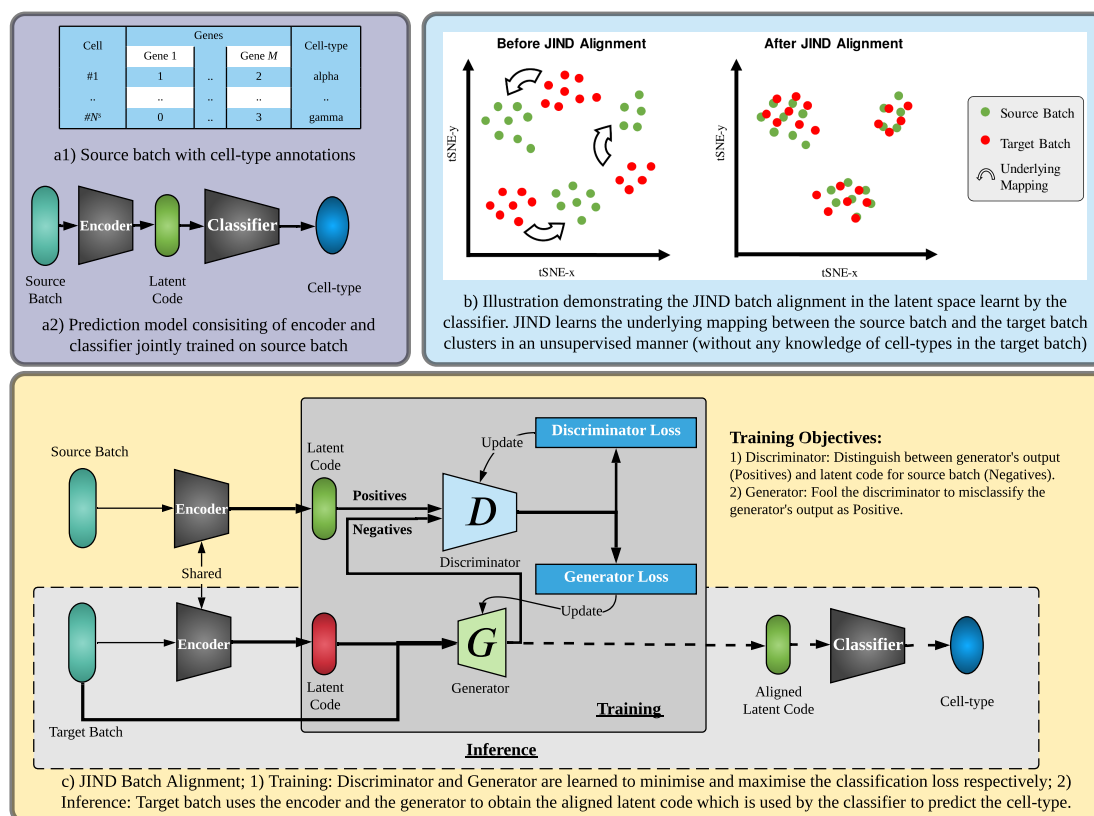 Cell
Genes
Cell-type
Gene 1
Gene M
#1
1
..
2
alpha
..
..
..
..
..
#Nˢ
0
..
3
gamma
a1) Source batch with cell-type annotations
Encoder
Classifier
Source
Batch
Latent
Code
Cell-type
a2) Prediction model consisiting of encoder and
classifier jointly trained on source batch
Before JIND Alignment
tSNE-y
tSNE-x
After JIND Alignment
tSNE-y
tSNE-x
Source Batch
Target Batch
Underlying
Mapping
b) Illustration demonstrating the JIND batch alignment in the latent space learnt by the
classifier. JIND learns the underlying mapping between the source batch and the target batch
clusters in an unsupervised manner (without any knowledge of cell-types in the target batch)
Source Batch
Encoder
Latent
Code
Positives
Negatives
Update
D
Discriminator
Discriminator Loss
Generator Loss
Update
Training Objectives:
1) Discriminator: Distinguish between generator's output
(Positives) and latent code for source batch (Negatives).
2) Generator: Fool the discriminator to misclassify the
generator's output as Positive.
Shared
Encoder
Target Batch
Latent
Code
G
Generator
Training
Inference
Aligned
Latent Code
Classifier
Cell-type
c) JIND Batch Alignment; 1) Training: Discriminator and Generator are learned to minimise and maximise the classification loss respectively; 2)
Inference: Target batch uses the encoder and the generator to obtain the aligned latent code which is used by the classifier to predict the cell-type.